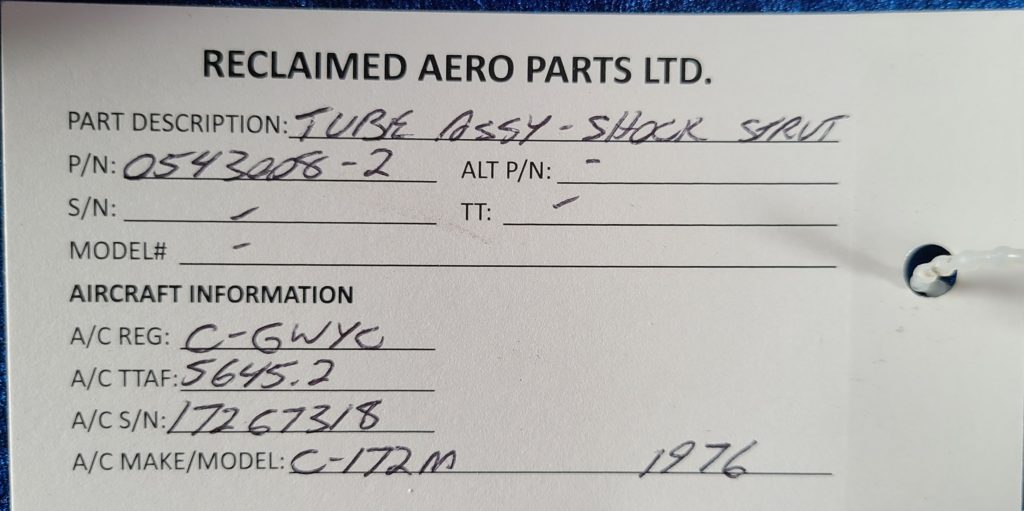 RECLAIMED AERO PARTS LTD.
PART DESCRIPTION: TUBE ASSY - SHOCK STRUT
P/N: 0543008-2 ALT P/N: -
S/N: - TT: -
MODEL# -
AIRCRAFT INFORMATION
A/C REG: C-GWYC
A/C TTAF: 5645.2
A/C S/N: 17267318
A/C MAKE/MODEL: C-172M 1976